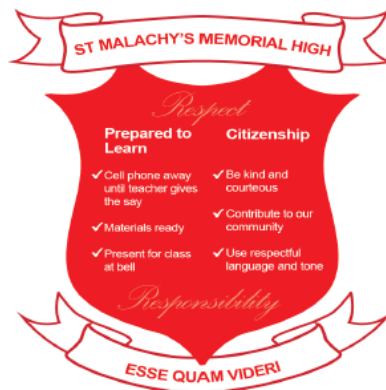 ST MALACHY'S MEMORIAL HIGH
Respect
Prepared to
Learn
✓ Cell phone away
until teacher gives
the say
✓ Materials ready
✓ Present for class
at bell
Citizenship
✓ Be kind and
courteous
✓ Contribute to our
community
✓ Use respectful
language and tone
Responsibility
ESSE QUAM VIDERI